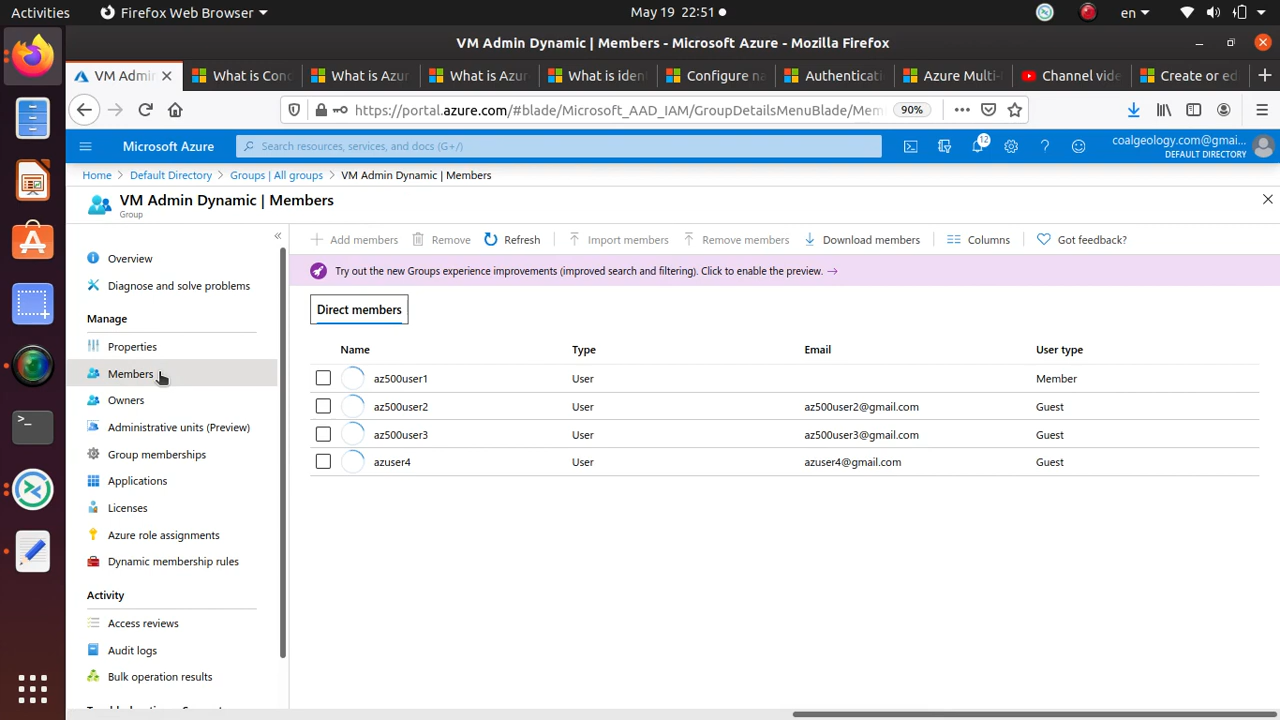 Activities
Firefox Web Browser
May 19 22:51
en
VM Admin Dynamic | Members - Microsoft Azure - Mozilla Firefox
VM Admin
What is Con
What is Azur
What is Azu
What is iden
Configure na
Authenticati
Azure Multi-
Channel vide
Create or ed
https://portal.azure.com/#blade/Microsoft_AAD_IAM/GroupDetailsMenuBlade/Mem
90%
Microsoft Azure
Search resources, services, and docs (G+/)
12
coalgeology.com@gmai...
DEFAULT DIRECTORY
Home
Default Directory
Groups | All groups
VM Admin Dynamic | Members
VM Admin Dynamic | Members
Group
Add members
Remove
Refresh
Import members
Remove members
Download members
Columns
Got feedback?
Try out the new Groups experience improvements (improved search and filtering). Click to enable the preview. →
Overview
Diagnose and solve problems
Manage
Properties
Members
Owners
Administrative units (Preview)
Group memberships
Applications
Licenses
Azure role assignments
Dynamic membership rules
Activity
Access reviews
Audit logs
Bulk operation results
Direct members
Name Type Email User type
az500user1 User Member
az500user2 User az500user2@gmail.com Guest
az500user3 User az500user3@gmail.com Guest
azuser4 User azuser4@gmail.com Guest